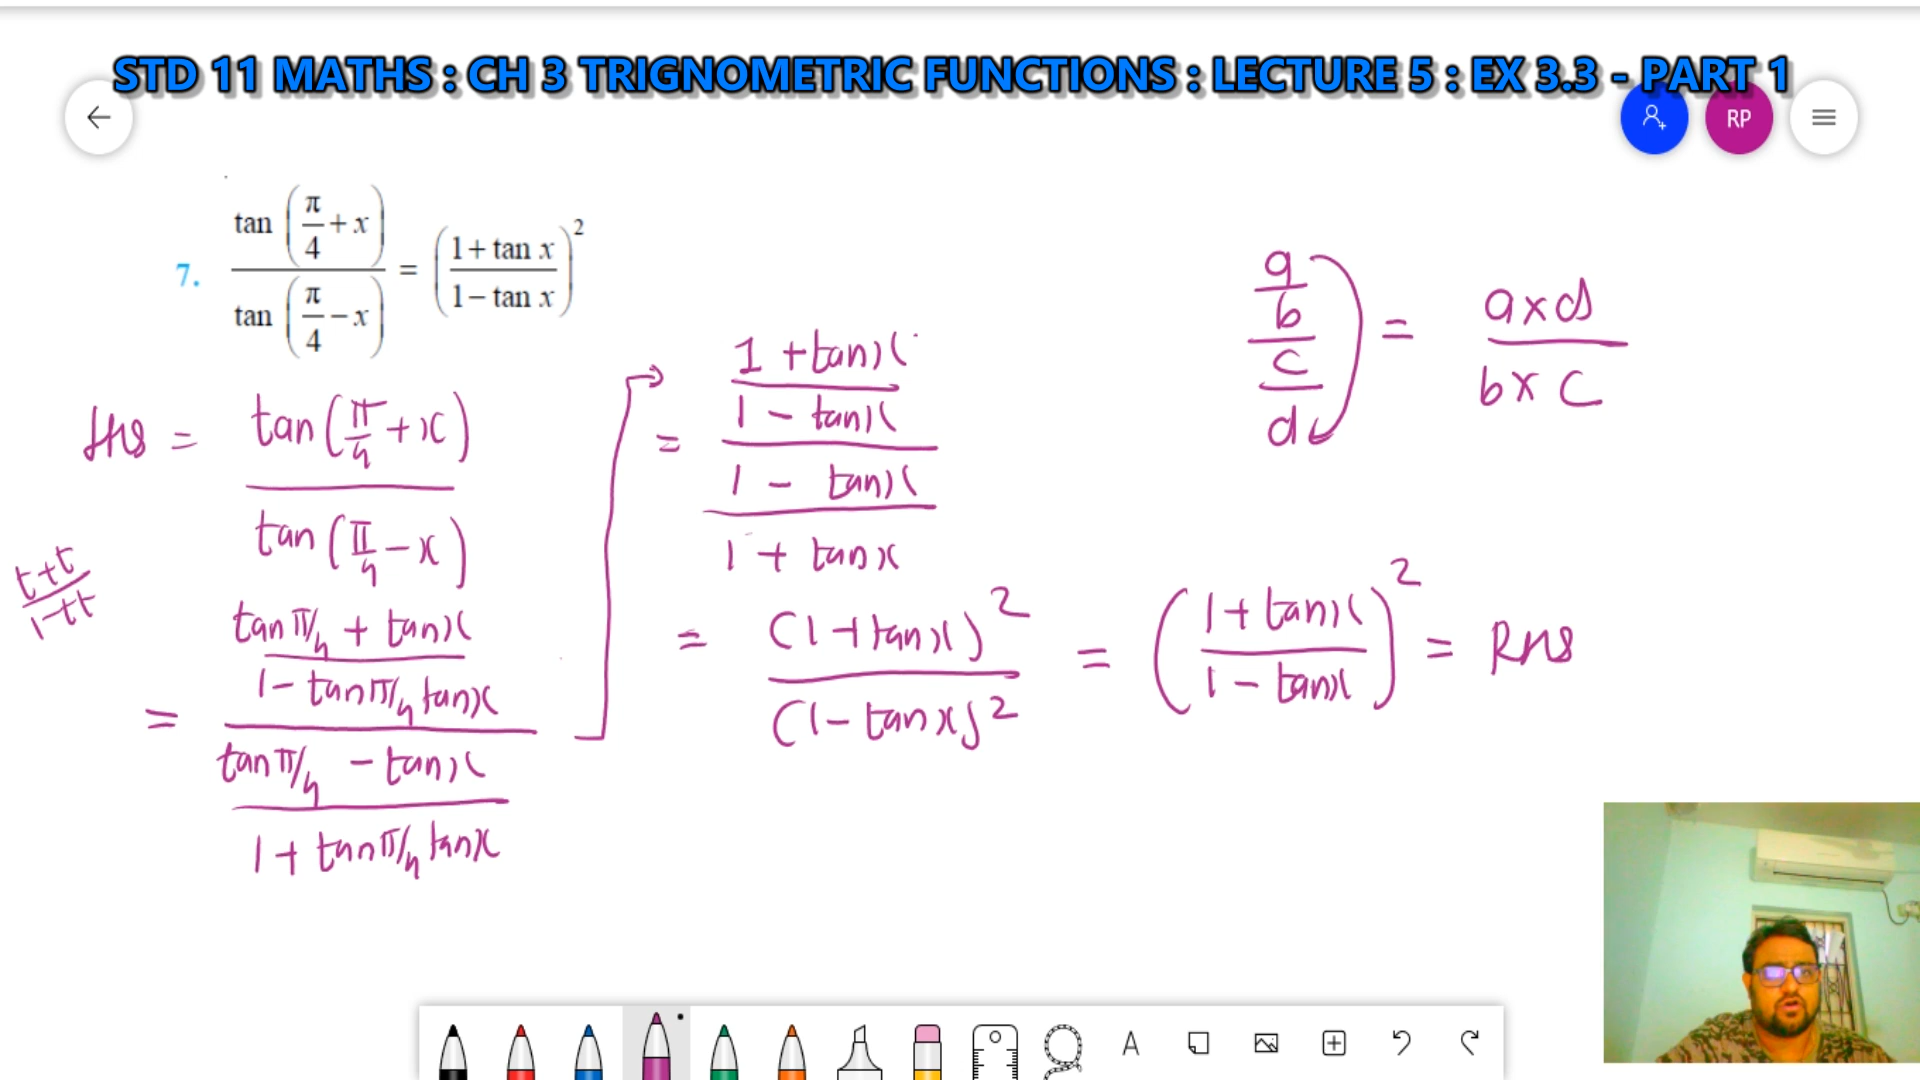 STD 11 MATHS : CH 3 TRIGNOMETRIC FUNCTIONS : LECTURE 5 : EX 3.3 - PART 1
RP
7. tan (π/4 + x) / tan (π/4 − x) = ((1 + tan x) / (1 − tan x))²
LHS = tan(π/4 + x) / tan(π/4 − x)
t+t / 1−tt
= ((tan π/4 + tan x) / (1 − tan π/4 tan x)) / ((tan π/4 − tan x) / (1 + tan π/4 tan x))
= ((1 + tan x) / (1 − tan x)) / ((1 − tan x) / (1 + tan x))
= (1 + tan x)² / (1 − tan x)² = ((1 + tan x) / (1 − tan x))² = RHS
(a/b) / (c/d) = a×d / b×c
A